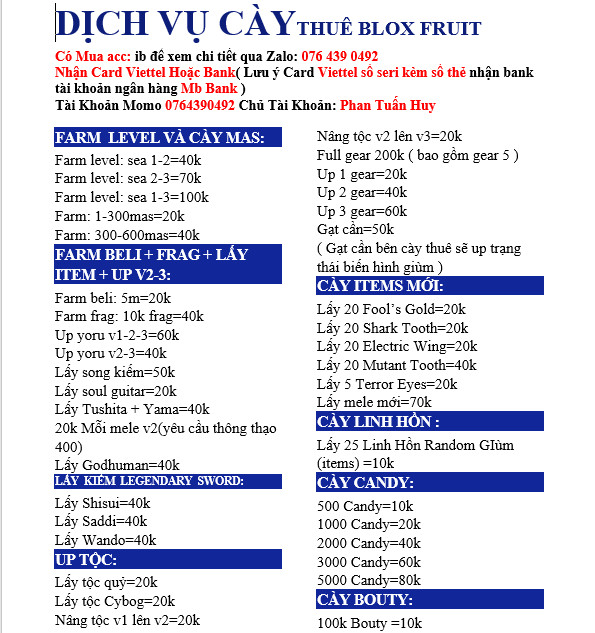 DỊCH VỤ CÀY THUÊ BLOX FRUIT
Có Mua acc: ib để xem chi tiết qua Zalo: 076 439 0492
Nhận Card Viettel Hoặc Bank( Lưu ý Card Viettel số seri kèm số thẻ nhận bank
tài khoản ngân hàng Mb Bank )
Tài Khoản Momo 0764390492 Chủ Tài Khoản: Phan Tuấn Huy
FARM LEVEL VÀ CÀY MAS:
Farm level: sea 1-2=40k
Farm level: sea 2-3=70k
Farm level: sea 1-3=100k
Farm: 1-300mas=20k
Farm: 300-600mas=40k
FARM BELI + FRAG + LẤY
ITEM + UP V2-3:
Farm beli: 5m=20k
Farm frag: 10k frag=40k
Up yoru v1-2-3=60k
Up yoru v2-3=40k
Lấy song kiếm=50k
Lấy soul guitar=20k
Lấy Tushita + Yama=40k
20k Mỗi mele v2(yêu cầu thông thạo
400)
Lấy Godhuman=40k
LẤY KIẾM LEGENDARY SWORD:
Lấy Shisui=40k
Lấy Saddi=40k
Lấy Wando=40k
UP TỘC:
Lấy tộc quỷ=20k
Lấy tộc Cybog=20k
Nâng tộc v1 lên v2=20k
Nâng tộc v2 lên v3=20k
Full gear 200k ( bao gồm gear 5 )
Up 1 gear=20k
Up 2 gear=40k
Up 3 gear=60k
Gạt cần=50k
( Gạt cần bên cày thuê sẽ up trạng
thái biến hình giùm )
CÀY ITEMS MỚI:
Lấy 20 Fool’s Gold=20k
Lấy 20 Shark Tooth=20k
Lấy 20 Electric Wing=20k
Lấy 20 Mutant Tooth=40k
Lấy 5 Terror Eyes=20k
Lấy mele mới=70k
CÀY LINH HỒN :
Lấy 25 Linh Hồn Random GIùm
(items) =10k
CÀY CANDY:
500 Candy=10k
1000 Candy=20k
2000 Candy=40k
3000 Candy=60k
5000 Candy=80k
CÀY BOUTY:
100k Bouty =10k